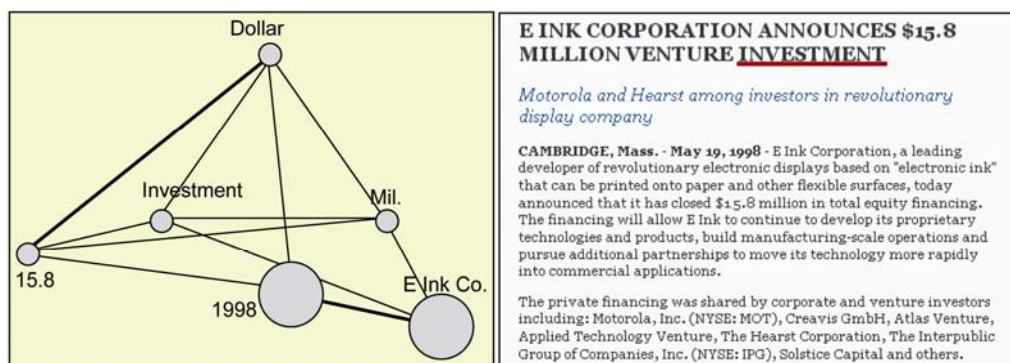 Dollar
Investment
Mil.
15.8
1998
E Ink Co.
E INK CORPORATION ANNOUNCES $15.8
MILLION VENTURE INVESTMENT
Motorola and Hearst among investors in revolutionary
display company
CAMBRIDGE, Mass. - May 19, 1998 - E Ink Corporation, a leading
developer of revolutionary electronic displays based on "electronic ink"
that can be printed onto paper and other flexible surfaces, today
announced that it has closed $15.8 million in total equity financing.
The financing will allow E Ink to continue to develop its proprietary
technologies and products, build manufacturing-scale operations and
pursue additional partnerships to move its technology more rapidly
into commercial applications.
The private financing was shared by corporate and venture investors
including: Motorola, Inc. (NYSE: MOT), Creavis GmbH, Atlas Venture,
Applied Technology Venture, The Hearst Corporation, The Interpublic
Group of Companies, Inc. (NYSE: IPG), Solstice Capital and others.